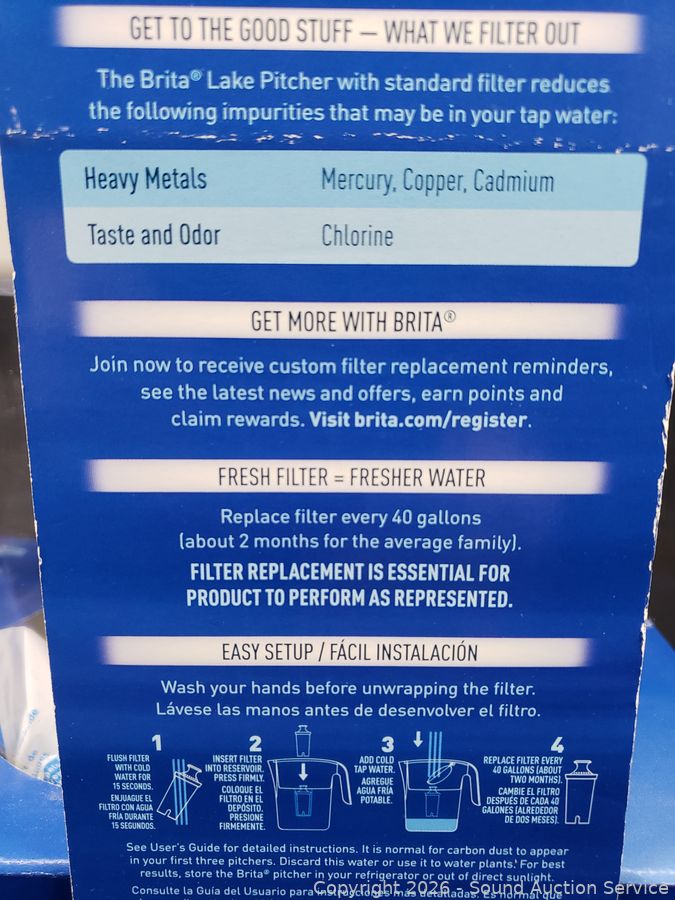 GET TO THE GOOD STUFF — WHAT WE FILTER OUT
The Brita® Lake Pitcher with standard filter reduces
the following impurities that may be in your tap water:
Heavy Metals Mercury, Copper, Cadmium
Taste and Odor Chlorine
GET MORE WITH BRITA®
Join now to receive custom filter replacement reminders,
see the latest news and offers, earn points and
claim rewards. Visit brita.com/register.
FRESH FILTER = FRESHER WATER
Replace filter every 40 gallons
(about 2 months for the average family).
FILTER REPLACEMENT IS ESSENTIAL FOR
PRODUCT TO PERFORM AS REPRESENTED.
EASY SETUP / FÁCIL INSTALACIÓN
Wash your hands before unwrapping the filter.
Lávese las manos antes de desenvolver el filtro.
1
FLUSH FILTER
WITH COLD
WATER FOR
15 SECONDS.
ENJUAGUE EL
FILTRO CON AGUA
FRÍA DURANTE
15 SEGUNDOS.
2
INSERT FILTER
INTO RESERVOIR.
PRESS FIRMLY.
COLOQUE EL
FILTRO EN EL
DEPÓSITO,
PRESIONE
FIRMEMENTE.
3
ADD COLD
TAP WATER.
AGREGUE
AGUA FRÍA
POTABLE.
4
REPLACE FILTER EVERY
40 GALLONS (ABOUT
TWO MONTHS).
CAMBIE EL FILTRO
DESPUÉS DE CADA 40
GALONES (ALREDEDOR
DE DOS MESES).
See User's Guide for detailed instructions. It is normal for carbon dust to appear
in your first three pitchers. Discard this water or use it to water plants. For best
results, store the Brita® pitcher in your refrigerator or out of direct sunlight.
Consulte la Guía del Usuario para instrucciones más detalladas. Es normal que
Copyright 2026 - Sound Auction Service